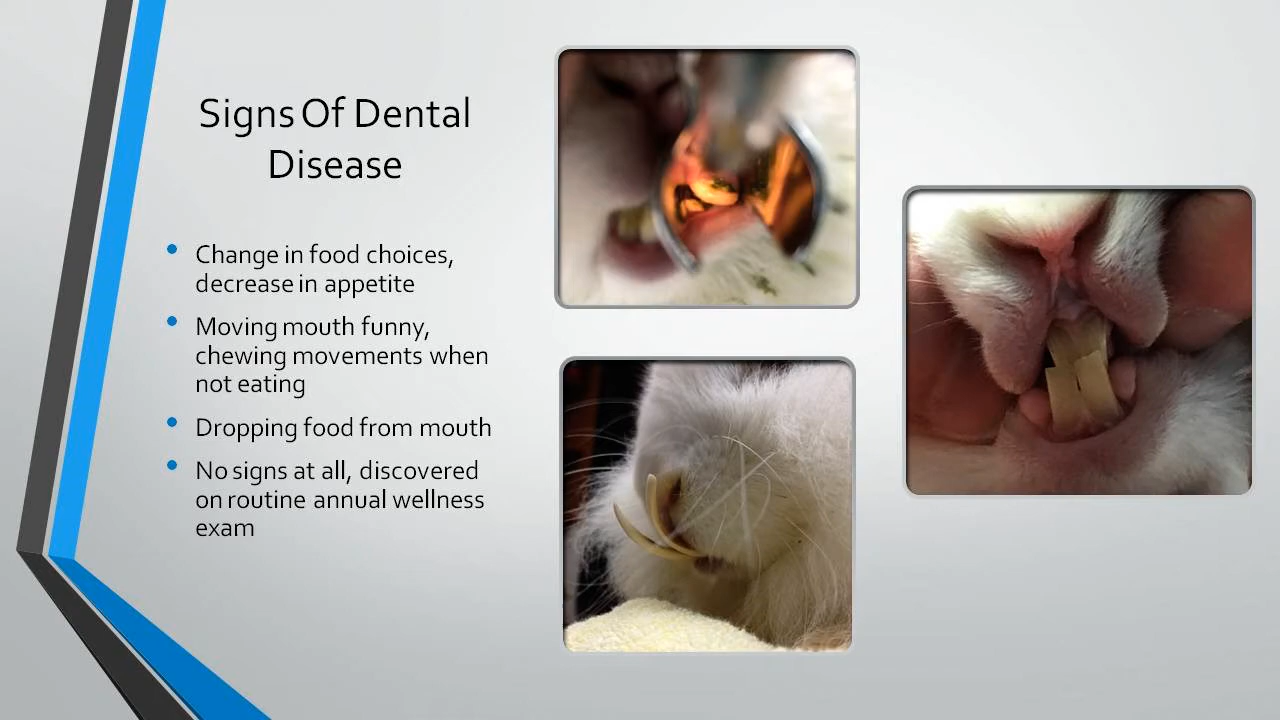 Signs Of Dental
Disease
• Change in food choices,
decrease in appetite
• Moving mouth funny,
chewing movements when
not eating
• Dropping food from mouth
• No signs at all, discovered
on routine annual wellness
exam